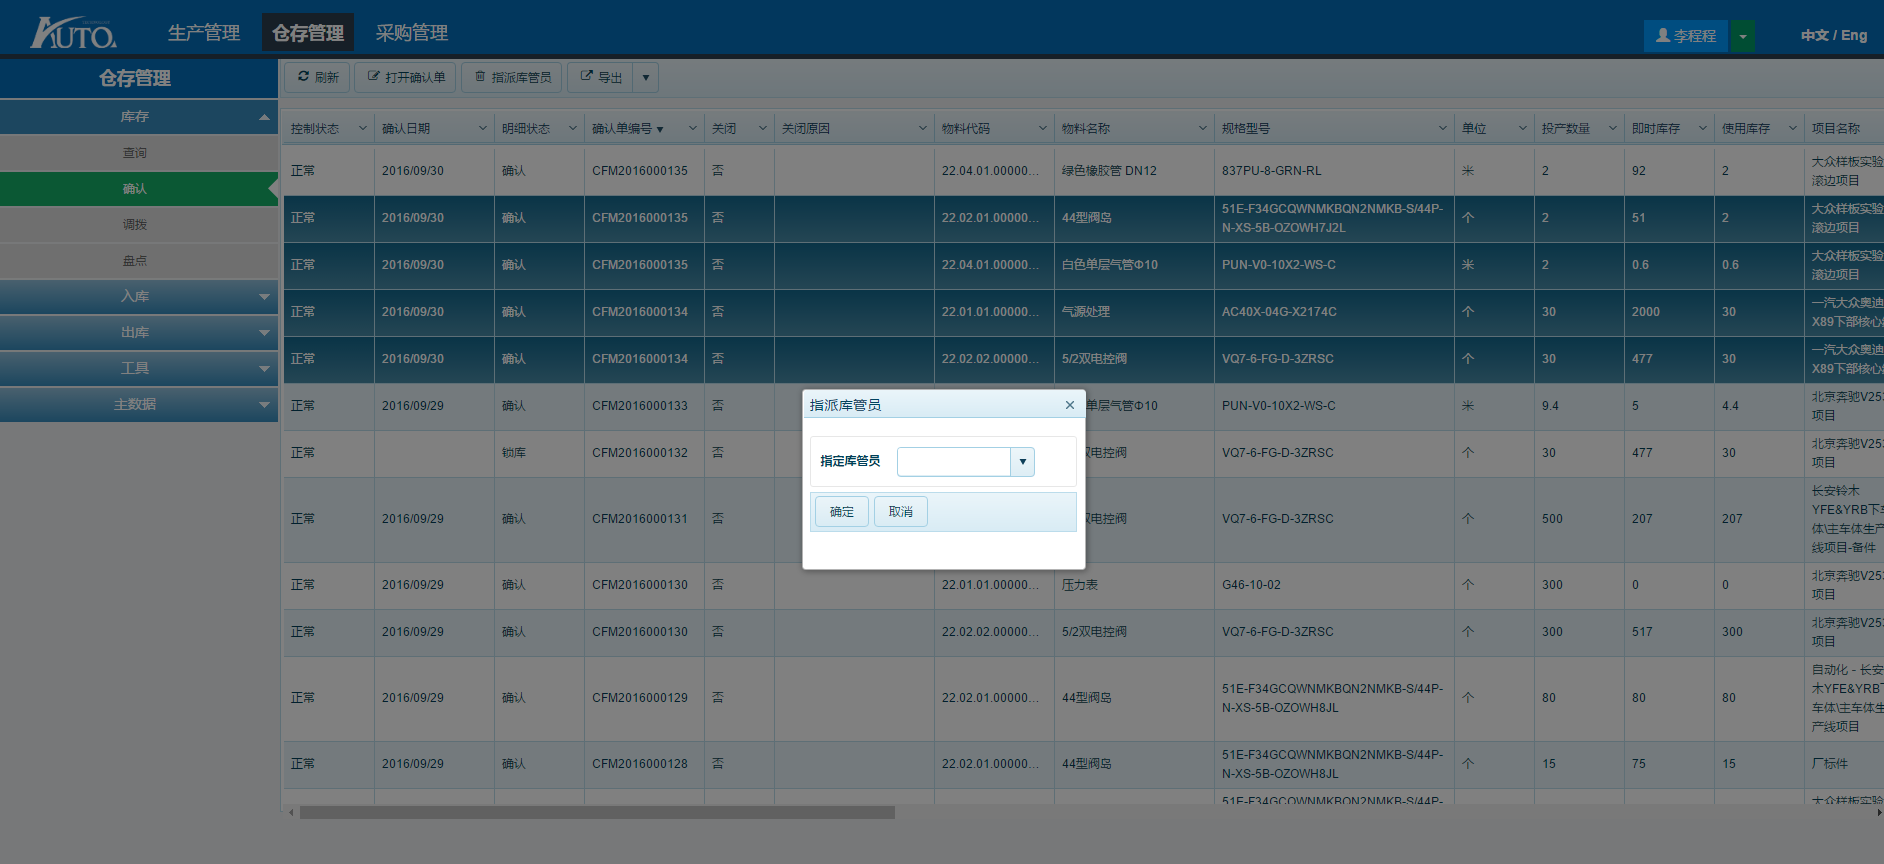 AUTO.
生产管理
仓存管理
采购管理
李程程
中文 / Eng
仓存管理
库存
查询
确认
调拨
盘点
入库
出库
工具
主数据
刷新 打开确认单 指派库管员 导出
控制状态 确认日期 明细状态 确认单编号 关闭 关闭原因 物料代码 物料名称 规格型号 单位 投产数量 即时库存 使用库存 项目名称
正常 2016/09/30 确认 CFM2016000135 否 22.04.01.00000... 绿色橡胶管 DN12 837PU-8-GRN-RL 米 2 92 2 大众样板实验
滚边项目
正常 2016/09/30 确认 CFM2016000135 否 22.02.01.00000... 44型阀岛 51E-F34GCQWNMKBQN2NMKB-S/44P-
N-XS-5B-OZOWH7J2L 个 2 51 2 大众样板实验
滚边项目
正常 2016/09/30 确认 CFM2016000135 否 22.04.01.00000... 白色单层气管Φ10 PUN-V0-10X2-WS-C 米 2 0.6 0.6 大众样板实验
滚边项目
正常 2016/09/30 确认 CFM2016000134 否 22.01.01.00000... 气源处理 AC40X-04G-X2174C 个 30 2000 30 一汽大众奥迪
X89下部核心
正常 2016/09/30 确认 CFM2016000134 否 22.02.02.00000... 5/2双电控阀 VQ7-6-FG-D-3ZRSC 个 30 477 30 一汽大众奥迪
X89下部核心
正常 2016/09/29 确认 CFM2016000133 否 单层气管Φ10 PUN-V0-10X2-WS-C 米 9.4 5 4.4 北京奔驰V25
项目
正常 锁库 CFM2016000132 否 双电控阀 VQ7-6-FG-D-3ZRSC 个 30 477 30 北京奔驰V25
项目
正常 2016/09/29 确认 CFM2016000131 否 双电控阀 VQ7-6-FG-D-3ZRSC 个 500 207 207 长安铃木
YFE&YRB下车
体\主车体生产
线项目-备件
正常 2016/09/29 确认 CFM2016000130 否 22.01.01.00000... 压力表 G46-10-02 个 300 0 0 北京奔驰V25
项目
正常 2016/09/29 确认 CFM2016000130 否 22.02.02.00000... 5/2双电控阀 VQ7-6-FG-D-3ZRSC 个 300 517 300 北京奔驰V25
项目
正常 2016/09/29 确认 CFM2016000129 否 22.02.01.00000... 44型阀岛 51E-F34GCQWNMKBQN2NMKB-S/44P-
N-XS-5B-OZOWH8JL 个 80 80 80 自动化 - 长安
木YFE&YRB下
车体\主车体生
产线项目
正常 2016/09/29 确认 CFM2016000128 否 22.02.01.00000... 44型阀岛 51E-F34GCQWNMKBQN2NMKB-S/44P-
N-XS-5B-OZOWH8JL 个 15 75 15 厂标件
51E-F34GCQWNMKBQN2NMKB-S/44P- 大众样板实验
指派库管员
指定库管员
确定 取消